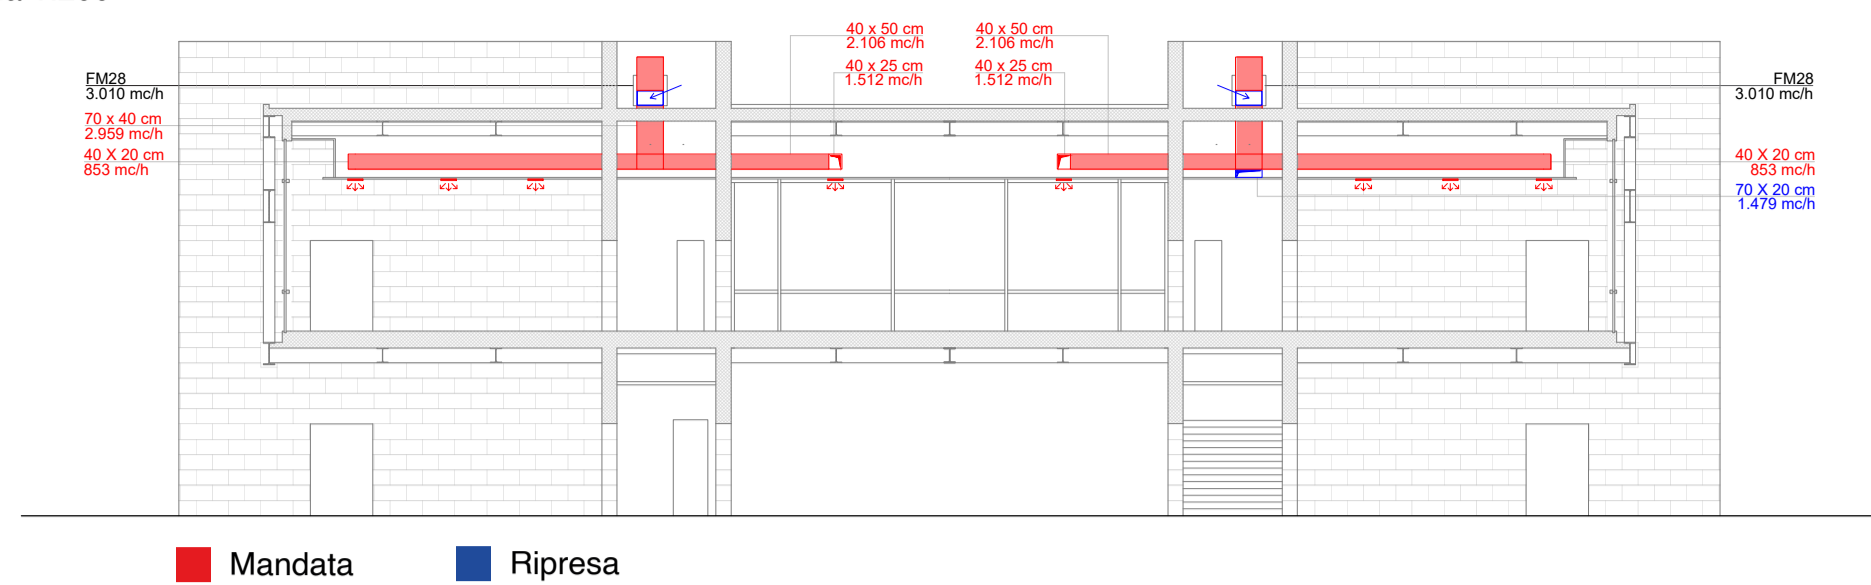 40 x 50 cm
2.106 mc/h
40 x 50 cm
2.106 mc/h
40 x 25 cm
1.512 mc/h
40 x 25 cm
1.512 mc/h
FM28
3.010 mc/h
FM28
3.010 mc/h
70 x 40 cm
2.959 mc/h
40 X 20 cm
853 mc/h
40 X 20 cm
853 mc/h
70 X 20 cm
1.479 mc/h
Mandata
Ripresa